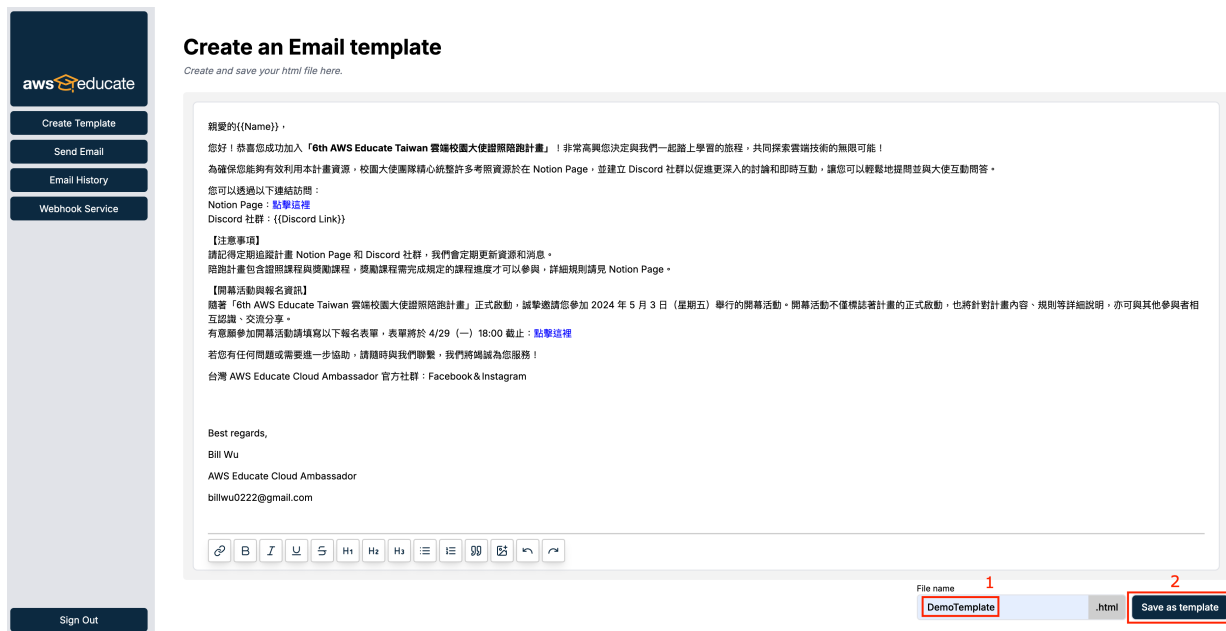 aws educate
Create Template
Send Email
Email History
Webhook Service
Sign Out
Create an Email template
Create and save your html file here.
親愛的{{Name}}，
您好！恭喜您成功加入「6th AWS Educate Taiwan 雲端校園大使證照陪跑計畫」！非常高興您決定與我們一起踏上學習的旅程，共同探索雲端技術的無限可能！
為確保您能夠有效利用本計畫資源，校園大使團隊精心統整許多考照資源於在 Notion Page，並建立 Discord 社群以促進更深入的討論和即時互動，讓您可以輕鬆地提問並與大使互動問答。
您可以透過以下連結訪問：
Notion Page：點擊這裡
Discord 社群：{{Discord Link}}
【注意事項】
請記得定期追蹤計畫 Notion Page 和 Discord 社群，我們會定期更新資源和消息。
陪跑計畫包含證照課程與獎勵課程，獎勵課程需完成規定的課程進度才可以參與，詳細規則請見 Notion Page。
【開幕活動與報名資訊】
隨著「6th AWS Educate Taiwan 雲端校園大使證照陪跑計畫」正式啟動，誠摯邀請您參加 2024 年 5 月 3 日（星期五）舉行的開幕活動。開幕活動不僅標誌著計畫的正式啟動，也將針對計畫內容、規則等詳細說明，亦可與其他參與者相
互認識、交流分享。
有意願參加開幕活動請填寫以下報名表單，表單將於 4/29（一）18:00 截止：點擊這裡
若您有任何問題或需要進一步協助，請隨時與我們聯繫，我們將竭誠為您服務！
台灣 AWS Educate Cloud Ambassador 官方社群：Facebook＆Instagram
Best regards,
Bill Wu
AWS Educate Cloud Ambassador
billwu0222@gmail.com
B I U S H1 H2 H3
File name
1
2
DemoTemplate
.html
Save as template